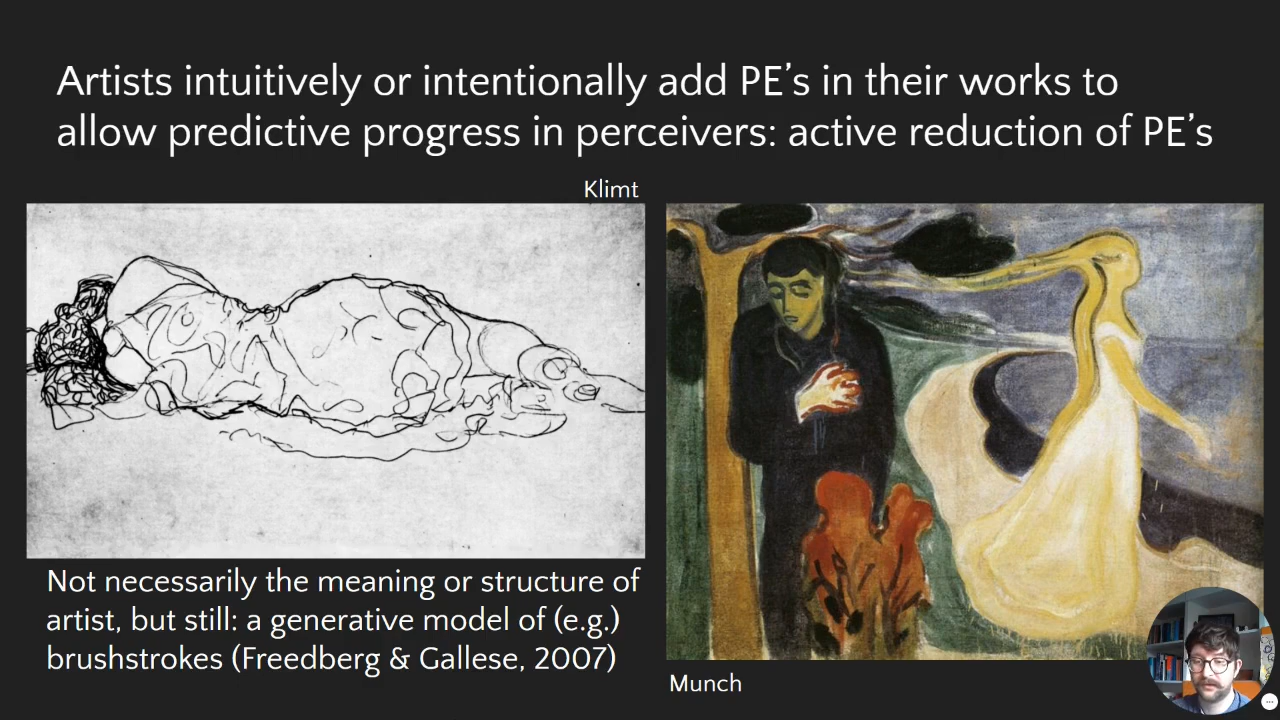 Artists intuitively or intentionally add PE’s in their works to
allow predictive progress in perceivers: active reduction of PE’s
Klimt
Not necessarily the meaning or structure of
artist, but still: a generative model of (e.g.)
brushstrokes (Freedberg & Gallese, 2007)
Munch